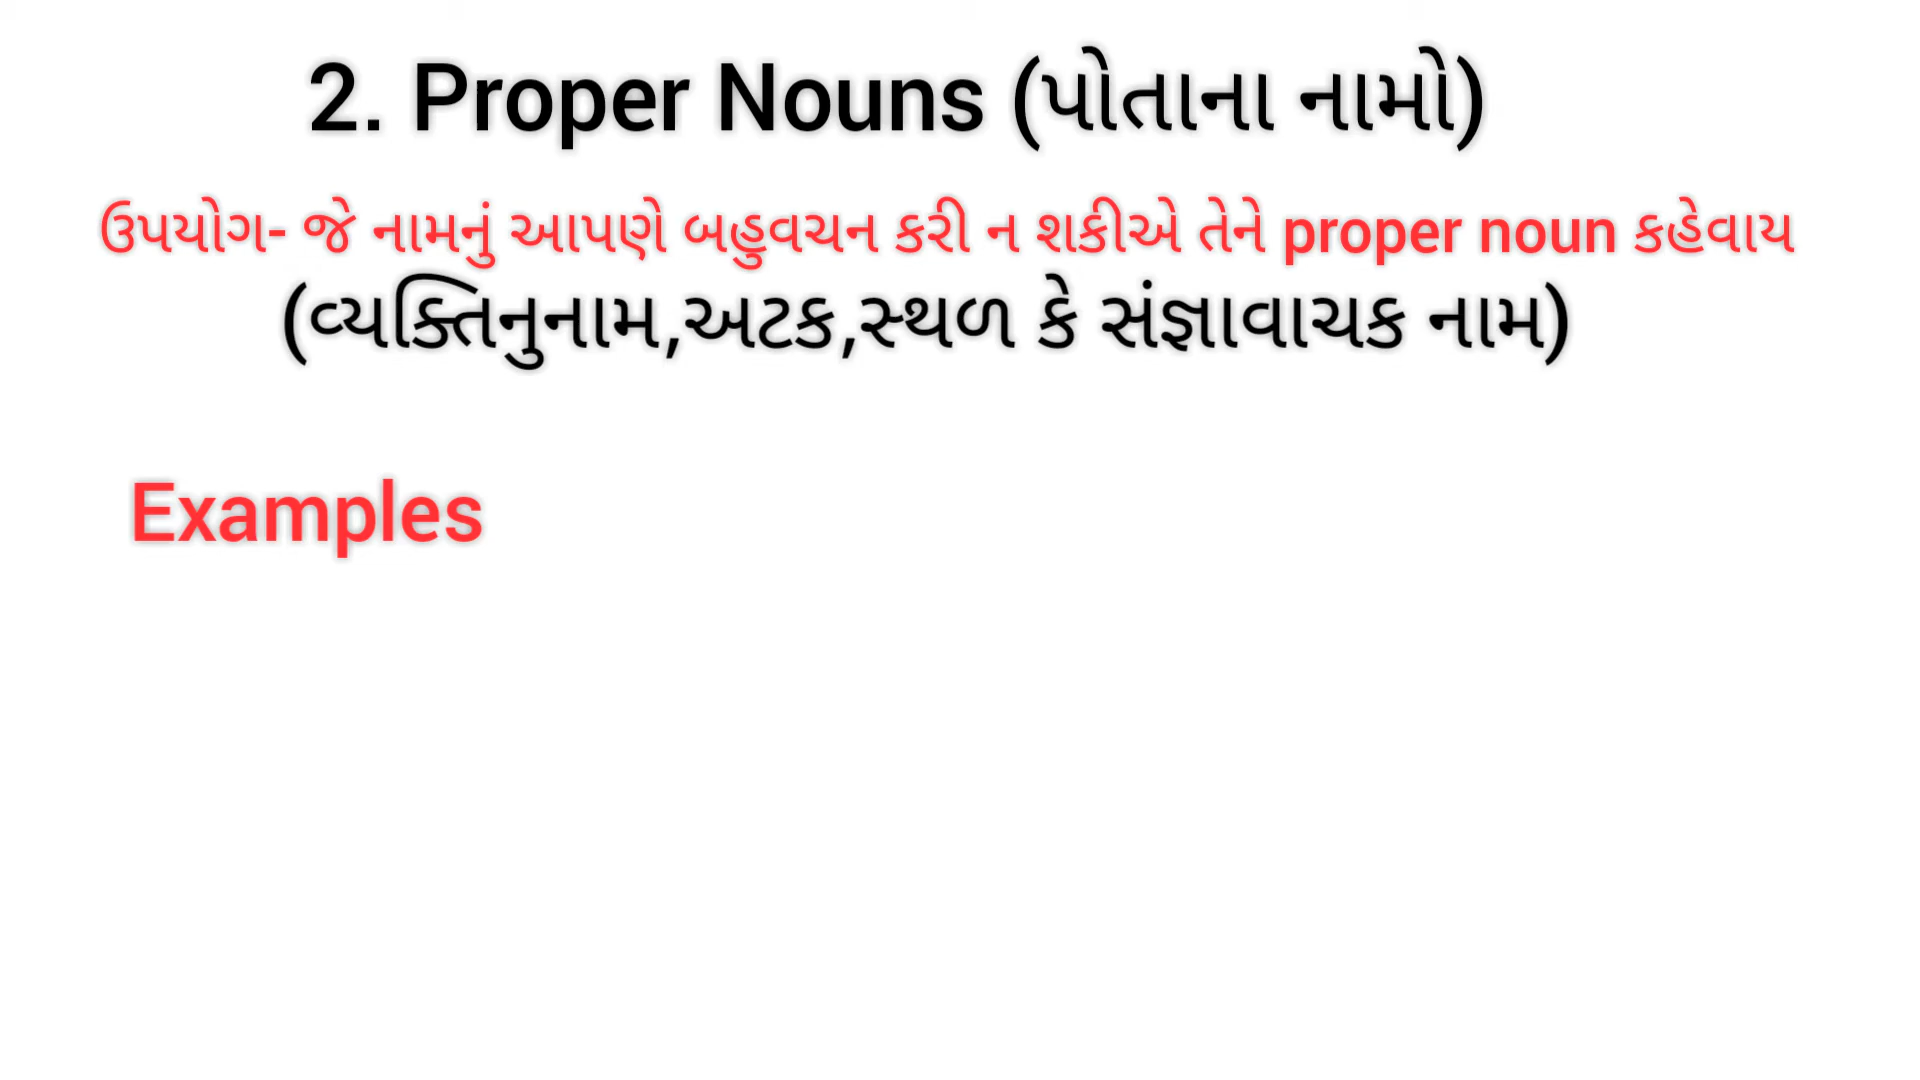 2. Proper Nouns (પોતાના નામો)
ઉપયોગ- જે નામનું આપણે બહુવચન કરી ન શકીએ તેને proper noun કહેવાય
(વ્યક્તિનુનામ,અટક,સ્થળ કે સંજ્ઞાવાચક નામ)
Examples